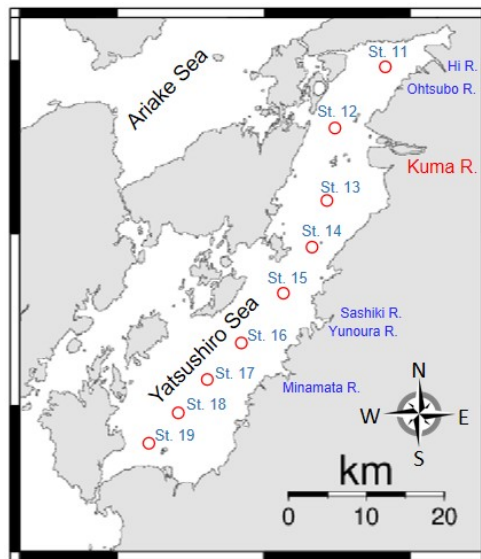 St. 11
Hi R.
Ohtsubo R.
Ariake Sea
St. 12
Kuma R.
St. 13
St. 14
St. 15
Sashiki R.
Yunoura R.
Yatsushiro Sea
St. 16
St. 17
Minamata R.
St. 18
St. 19
N
W
E
S
km
0
10
20